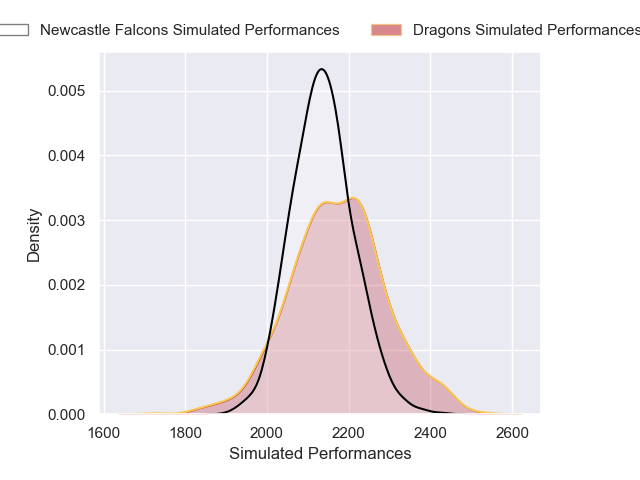 Newcastle Falcons Simulated Performances
Dragons Simulated Performances
0.005
0.004
0.003
0.002
0.001
0.000
Density
1600 1800 2000 2200 2400 2600
Simulated Performances